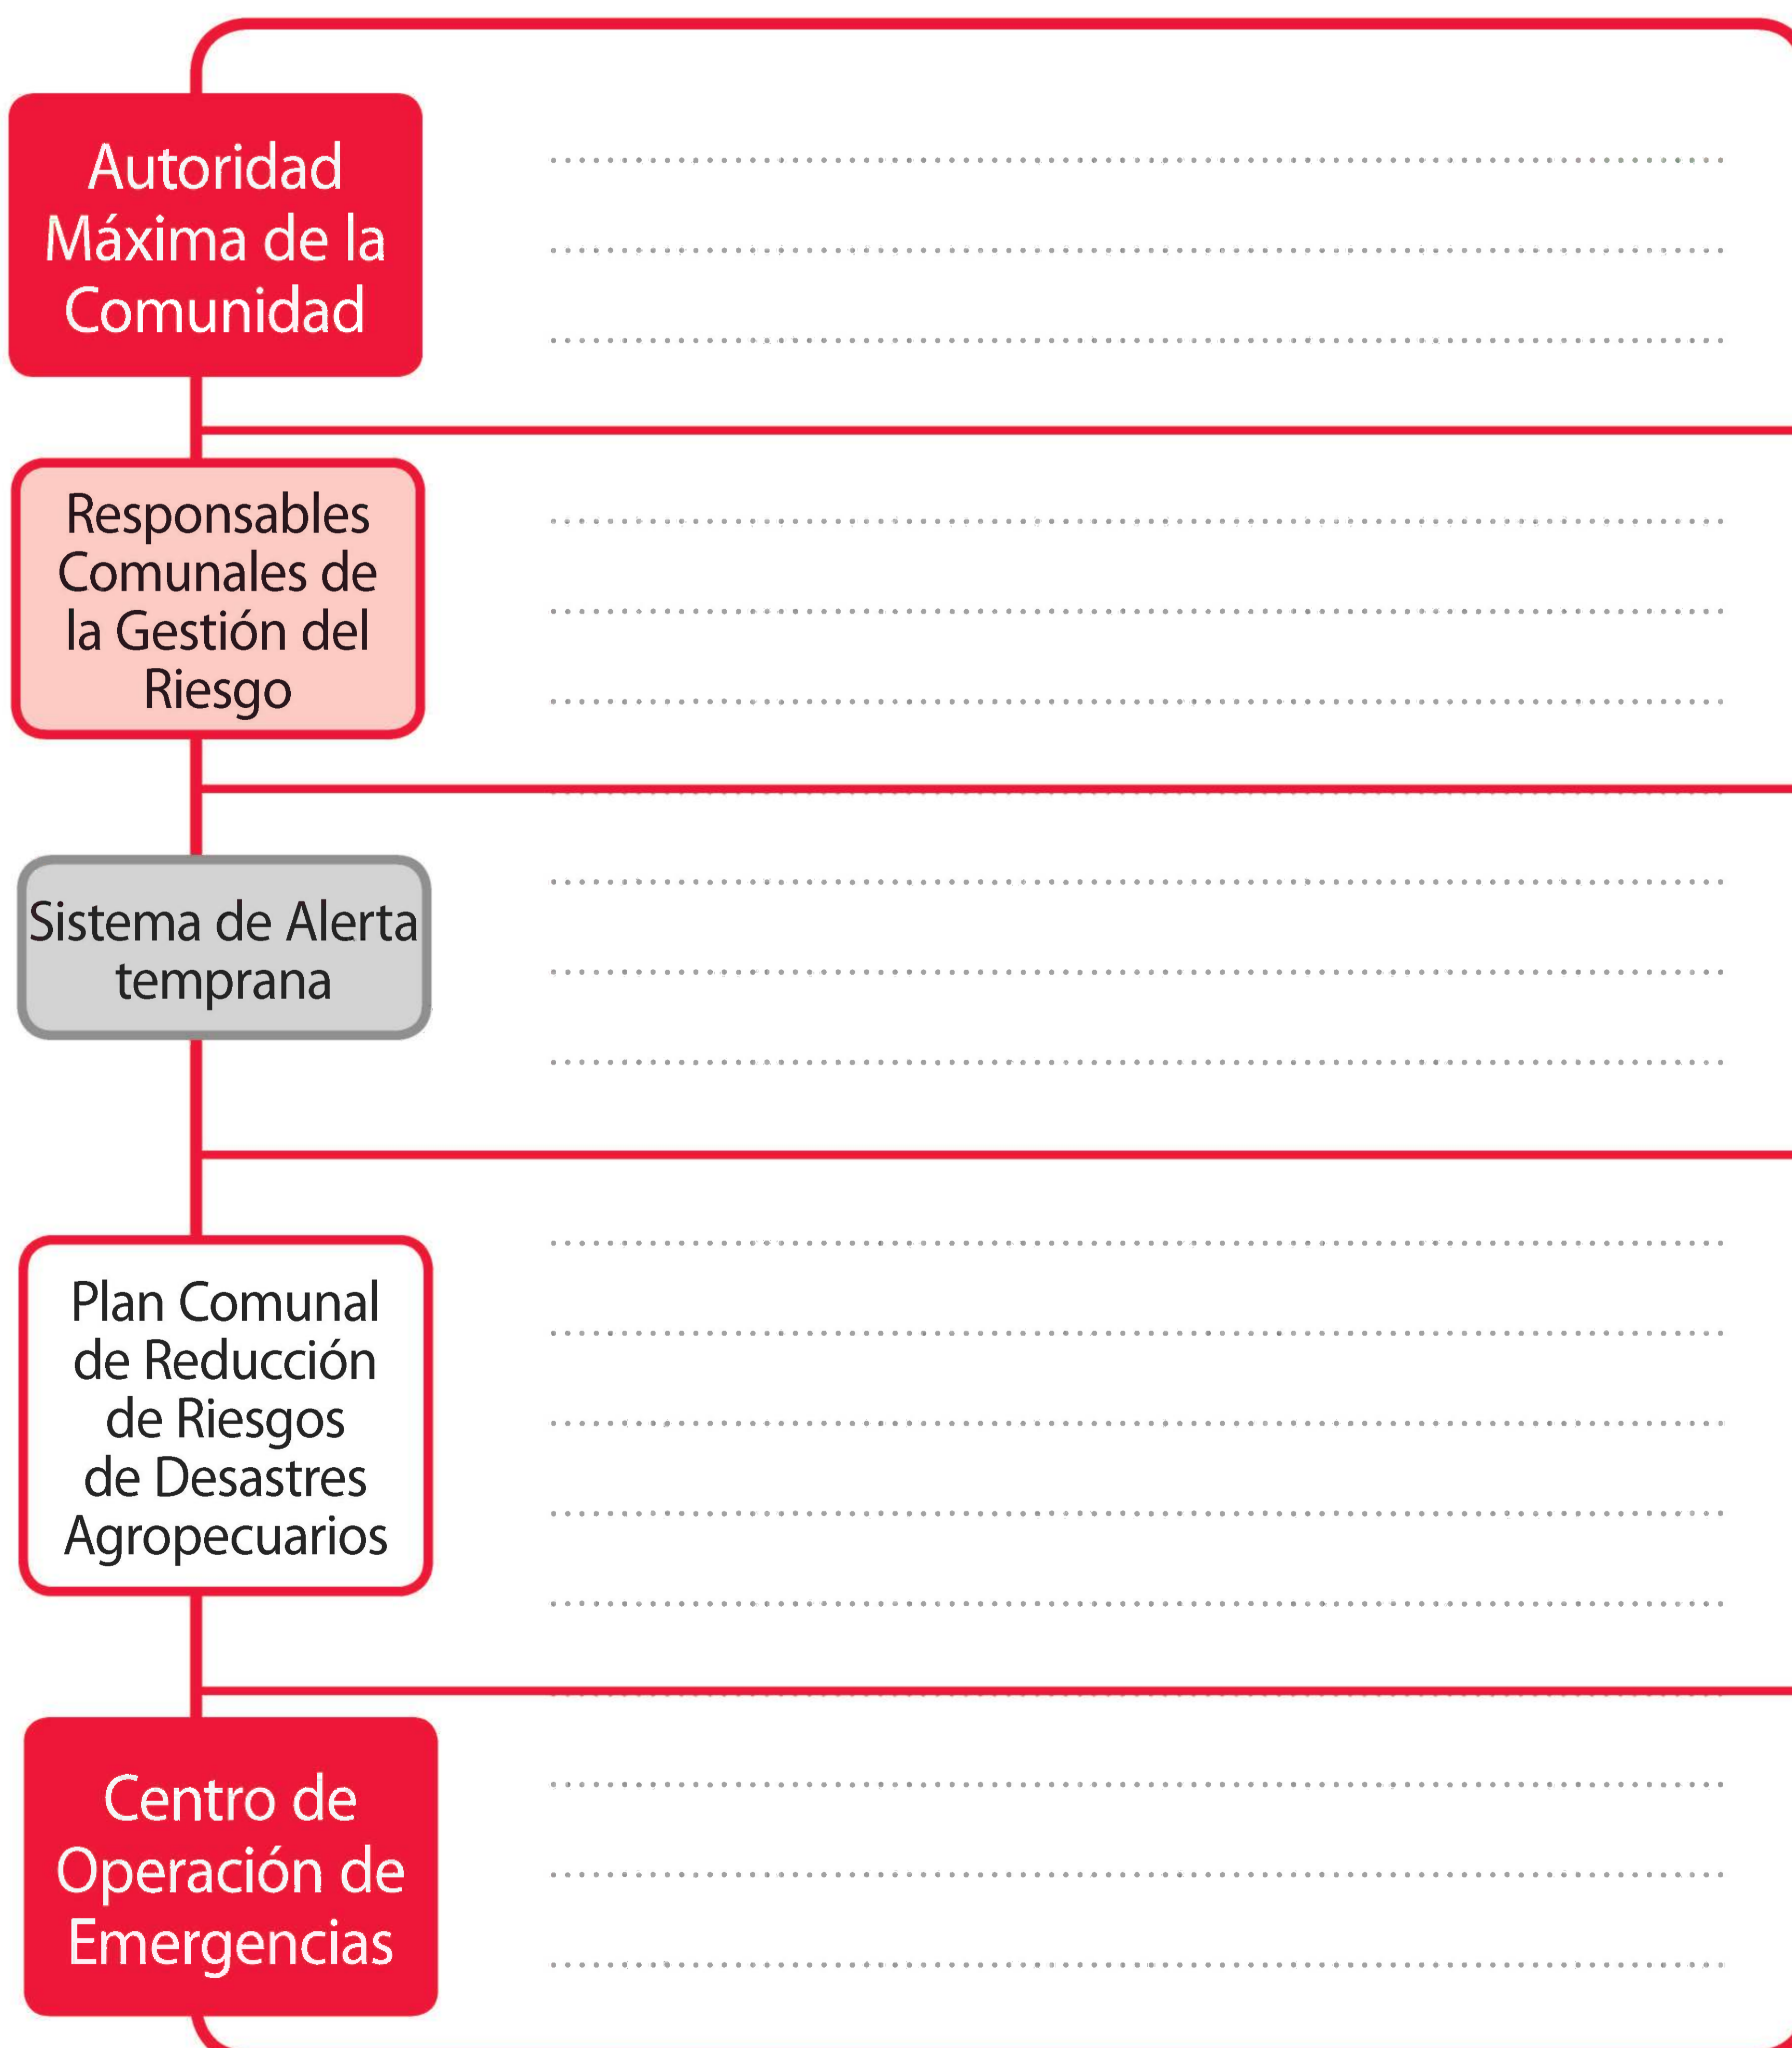 Autoridad
Máxima de la
Comunidad
Responsables
Comunales de
la Gestión del
Riesgo
Sistema de Alerta
temprana
Plan Comunal
de Reducción
de Riesgos
de Desastres
Agropecuarios
Centro de
Operación de
Emergencias